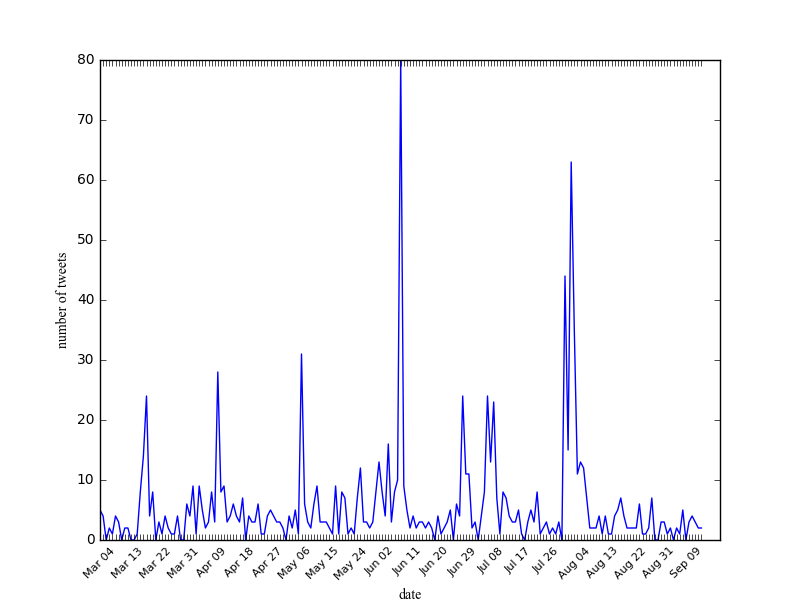 80
70
60
50
40
30
20
10
0
number of tweets
Mar 04
Mar 13
Mar 22
Mar 31
Apr 09
Apr 18
Apr 27
May 06
May 15
May 24
Jun 02
Jun 11
Jun 20
Jun 29
Jul 08
Jul 17
Jul 26
Aug 04
Aug 13
Aug 22
Aug 31
Sep 09
date